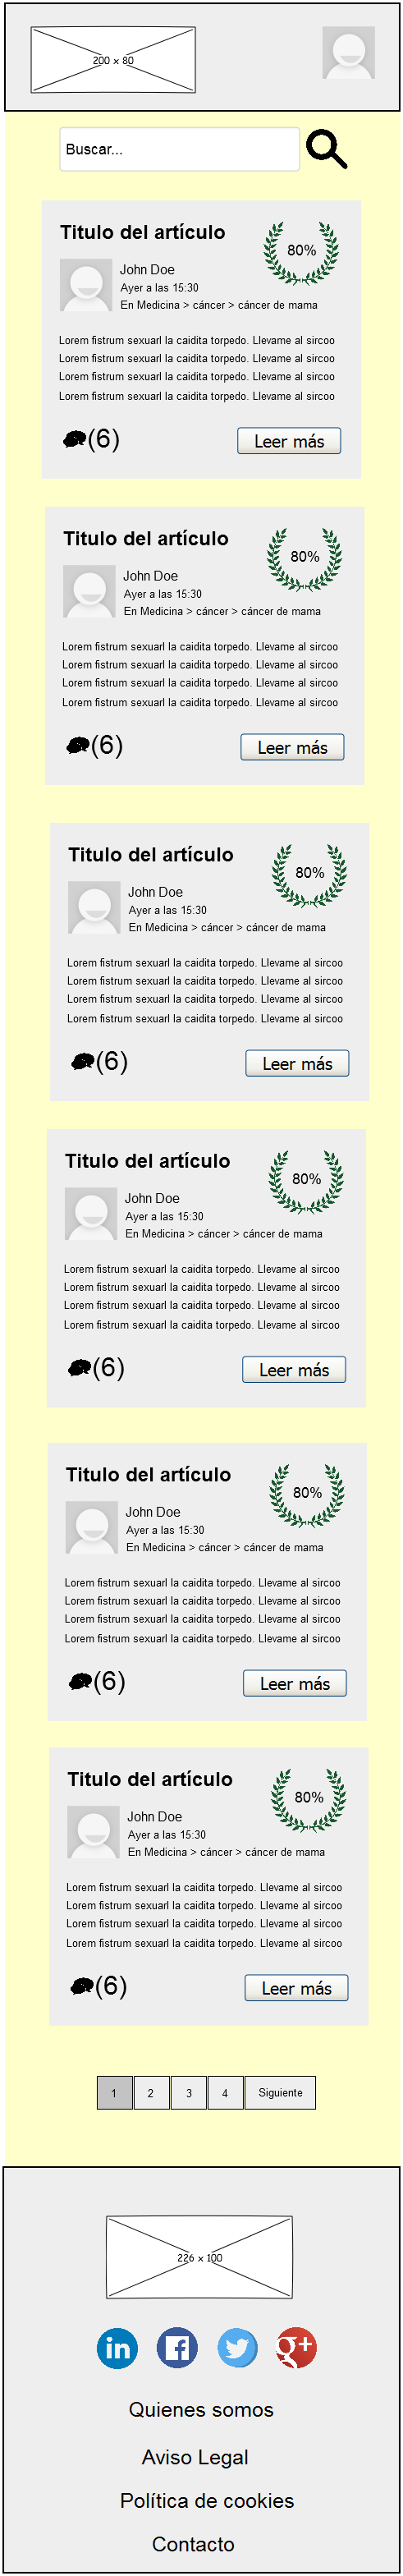 200 x 80
Buscar...
Titulo del artículo
80%
John Doe
Ayer a las 15:30
En Medicina > cáncer > cáncer de mama
Lorem fistrum sexuarl la caidita torpedo. Llevame al sircoo
Lorem fistrum sexuarl la caidita torpedo. Llevame al sircoo
Lorem fistrum sexuarl la caidita torpedo. Llevame al sircoo
Lorem fistrum sexuarl la caidita torpedo. Llevame al sircoo
(6)
Leer más
Titulo del artículo
80%
John Doe
Ayer a las 15:30
En Medicina > cáncer > cáncer de mama
Lorem fistrum sexuarl la caidita torpedo. Llevame al sircoo
Lorem fistrum sexuarl la caidita torpedo. Llevame al sircoo
Lorem fistrum sexuarl la caidita torpedo. Llevame al sircoo
Lorem fistrum sexuarl la caidita torpedo. Llevame al sircoo
(6)
Leer más
Titulo del artículo
80%
John Doe
Ayer a las 15:30
En Medicina > cáncer > cáncer de mama
Lorem fistrum sexuarl la caidita torpedo. Llevame al sircoo
Lorem fistrum sexuarl la caidita torpedo. Llevame al sircoo
Lorem fistrum sexuarl la caidita torpedo. Llevame al sircoo
Lorem fistrum sexuarl la caidita torpedo. Llevame al sircoo
(6)
Leer más
Titulo del artículo
80%
John Doe
Ayer a las 15:30
En Medicina > cáncer > cáncer de mama
Lorem fistrum sexuarl la caidita torpedo. Llevame al sircoo
Lorem fistrum sexuarl la caidita torpedo. Llevame al sircoo
Lorem fistrum sexuarl la caidita torpedo. Llevame al sircoo
Lorem fistrum sexuarl la caidita torpedo. Llevame al sircoo
(6)
Leer más
Titulo del artículo
80%
John Doe
Ayer a las 15:30
En Medicina > cáncer > cáncer de mama
Lorem fistrum sexuarl la caidita torpedo. Llevame al sircoo
Lorem fistrum sexuarl la caidita torpedo. Llevame al sircoo
Lorem fistrum sexuarl la caidita torpedo. Llevame al sircoo
Lorem fistrum sexuarl la caidita torpedo. Llevame al sircoo
(6)
Leer más
Titulo del artículo
80%
John Doe
Ayer a las 15:30
En Medicina > cáncer > cáncer de mama
Lorem fistrum sexuarl la caidita torpedo. Llevame al sircoo
Lorem fistrum sexuarl la caidita torpedo. Llevame al sircoo
Lorem fistrum sexuarl la caidita torpedo. Llevame al sircoo
Lorem fistrum sexuarl la caidita torpedo. Llevame al sircoo
(6)
Leer más
1 2 3 4 Siguiente
226 x 100
in f g+
Quienes somos
Aviso Legal
Política de cookies
Contacto